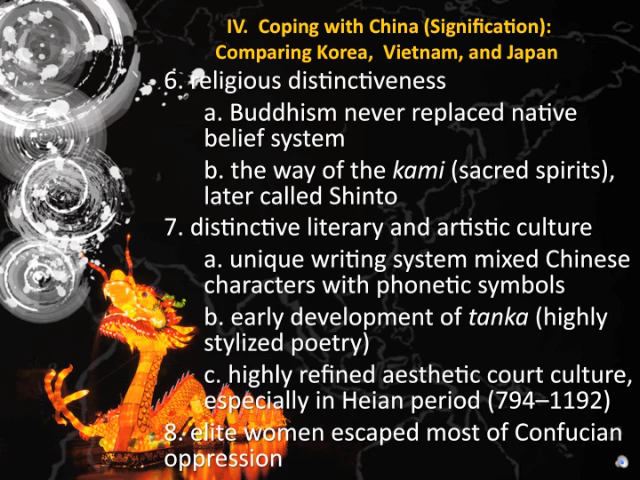 IV.  Coping with China (Signification):
Comparing Korea,  Vietnam, and Japan
6. religious distinctiveness
a. Buddhism never replaced native
belief system
b. the way of the kami (sacred spirits),
later called Shinto
7. distinctive literary and artistic culture
a. unique writing system mixed Chinese
characters with phonetic symbols
b. early development of tanka (highly
stylized poetry)
c. highly refined aesthetic court culture,
especially in Heian period (794–1192)
8. elite women escaped most of Confucian
oppression